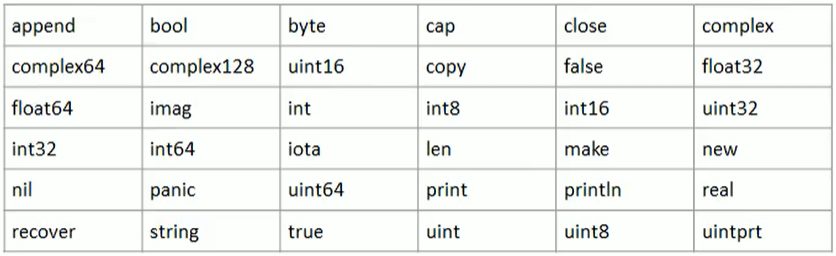 append bool byte cap close complex
complex64 complex128 uint16 copy false float32
float64 imag int int8 int16 uint32
int32 int64 iota len make new
nil panic uint64 print println real
recover string true uint uint8 uintprt